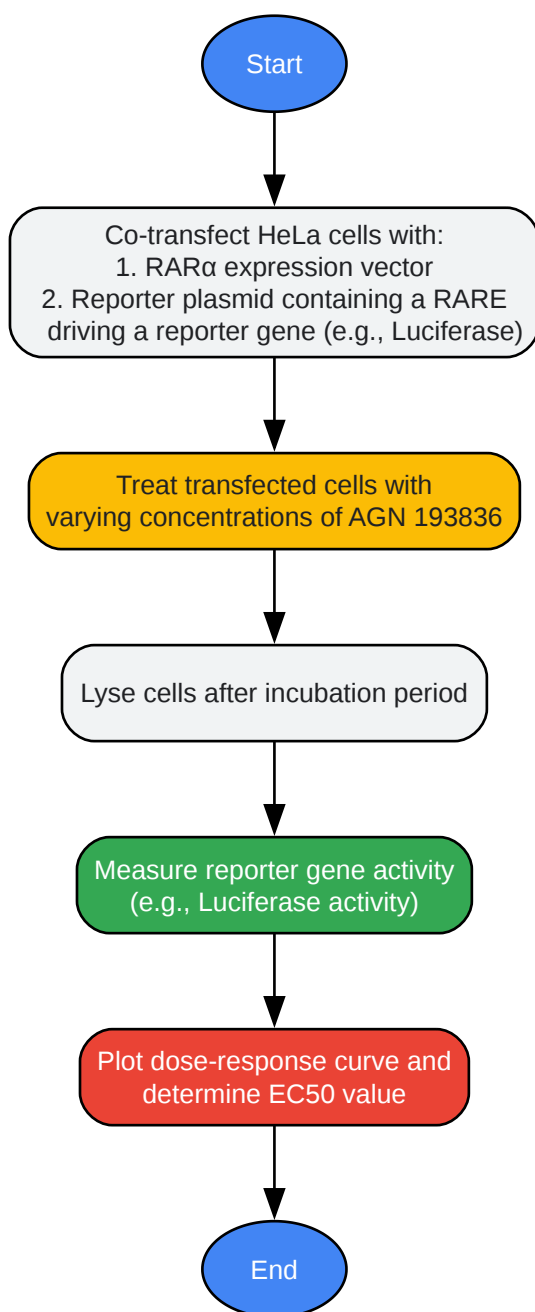 Start
Co-transfect HeLa cells with:
1. RARα expression vector
2. Reporter plasmid containing a RARE
driving a reporter gene (e.g., Luciferase)
Treat transfected cells with
varying concentrations of AGN 193836
Lyse cells after incubation period
Measure reporter gene activity
(e.g., Luciferase activity)
Plot dose-response curve and
determine EC50 value
End